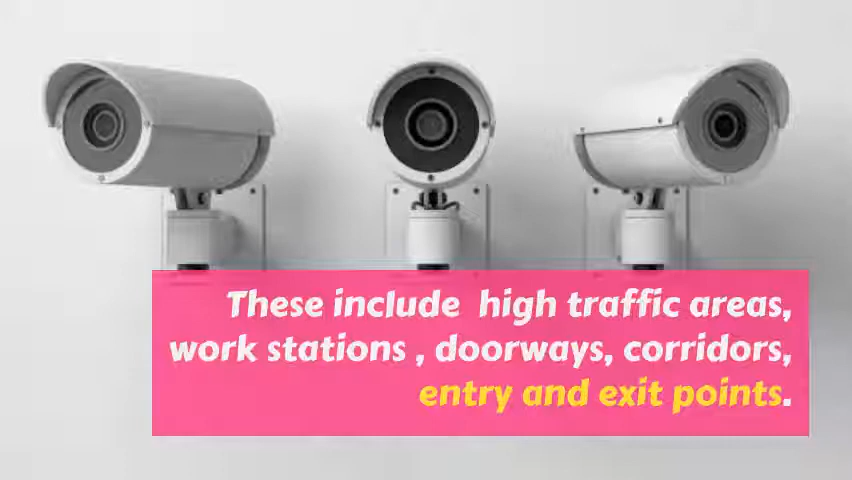 These include  high traffic areas,
work stations , doorways, corridors,
entry and exit points.